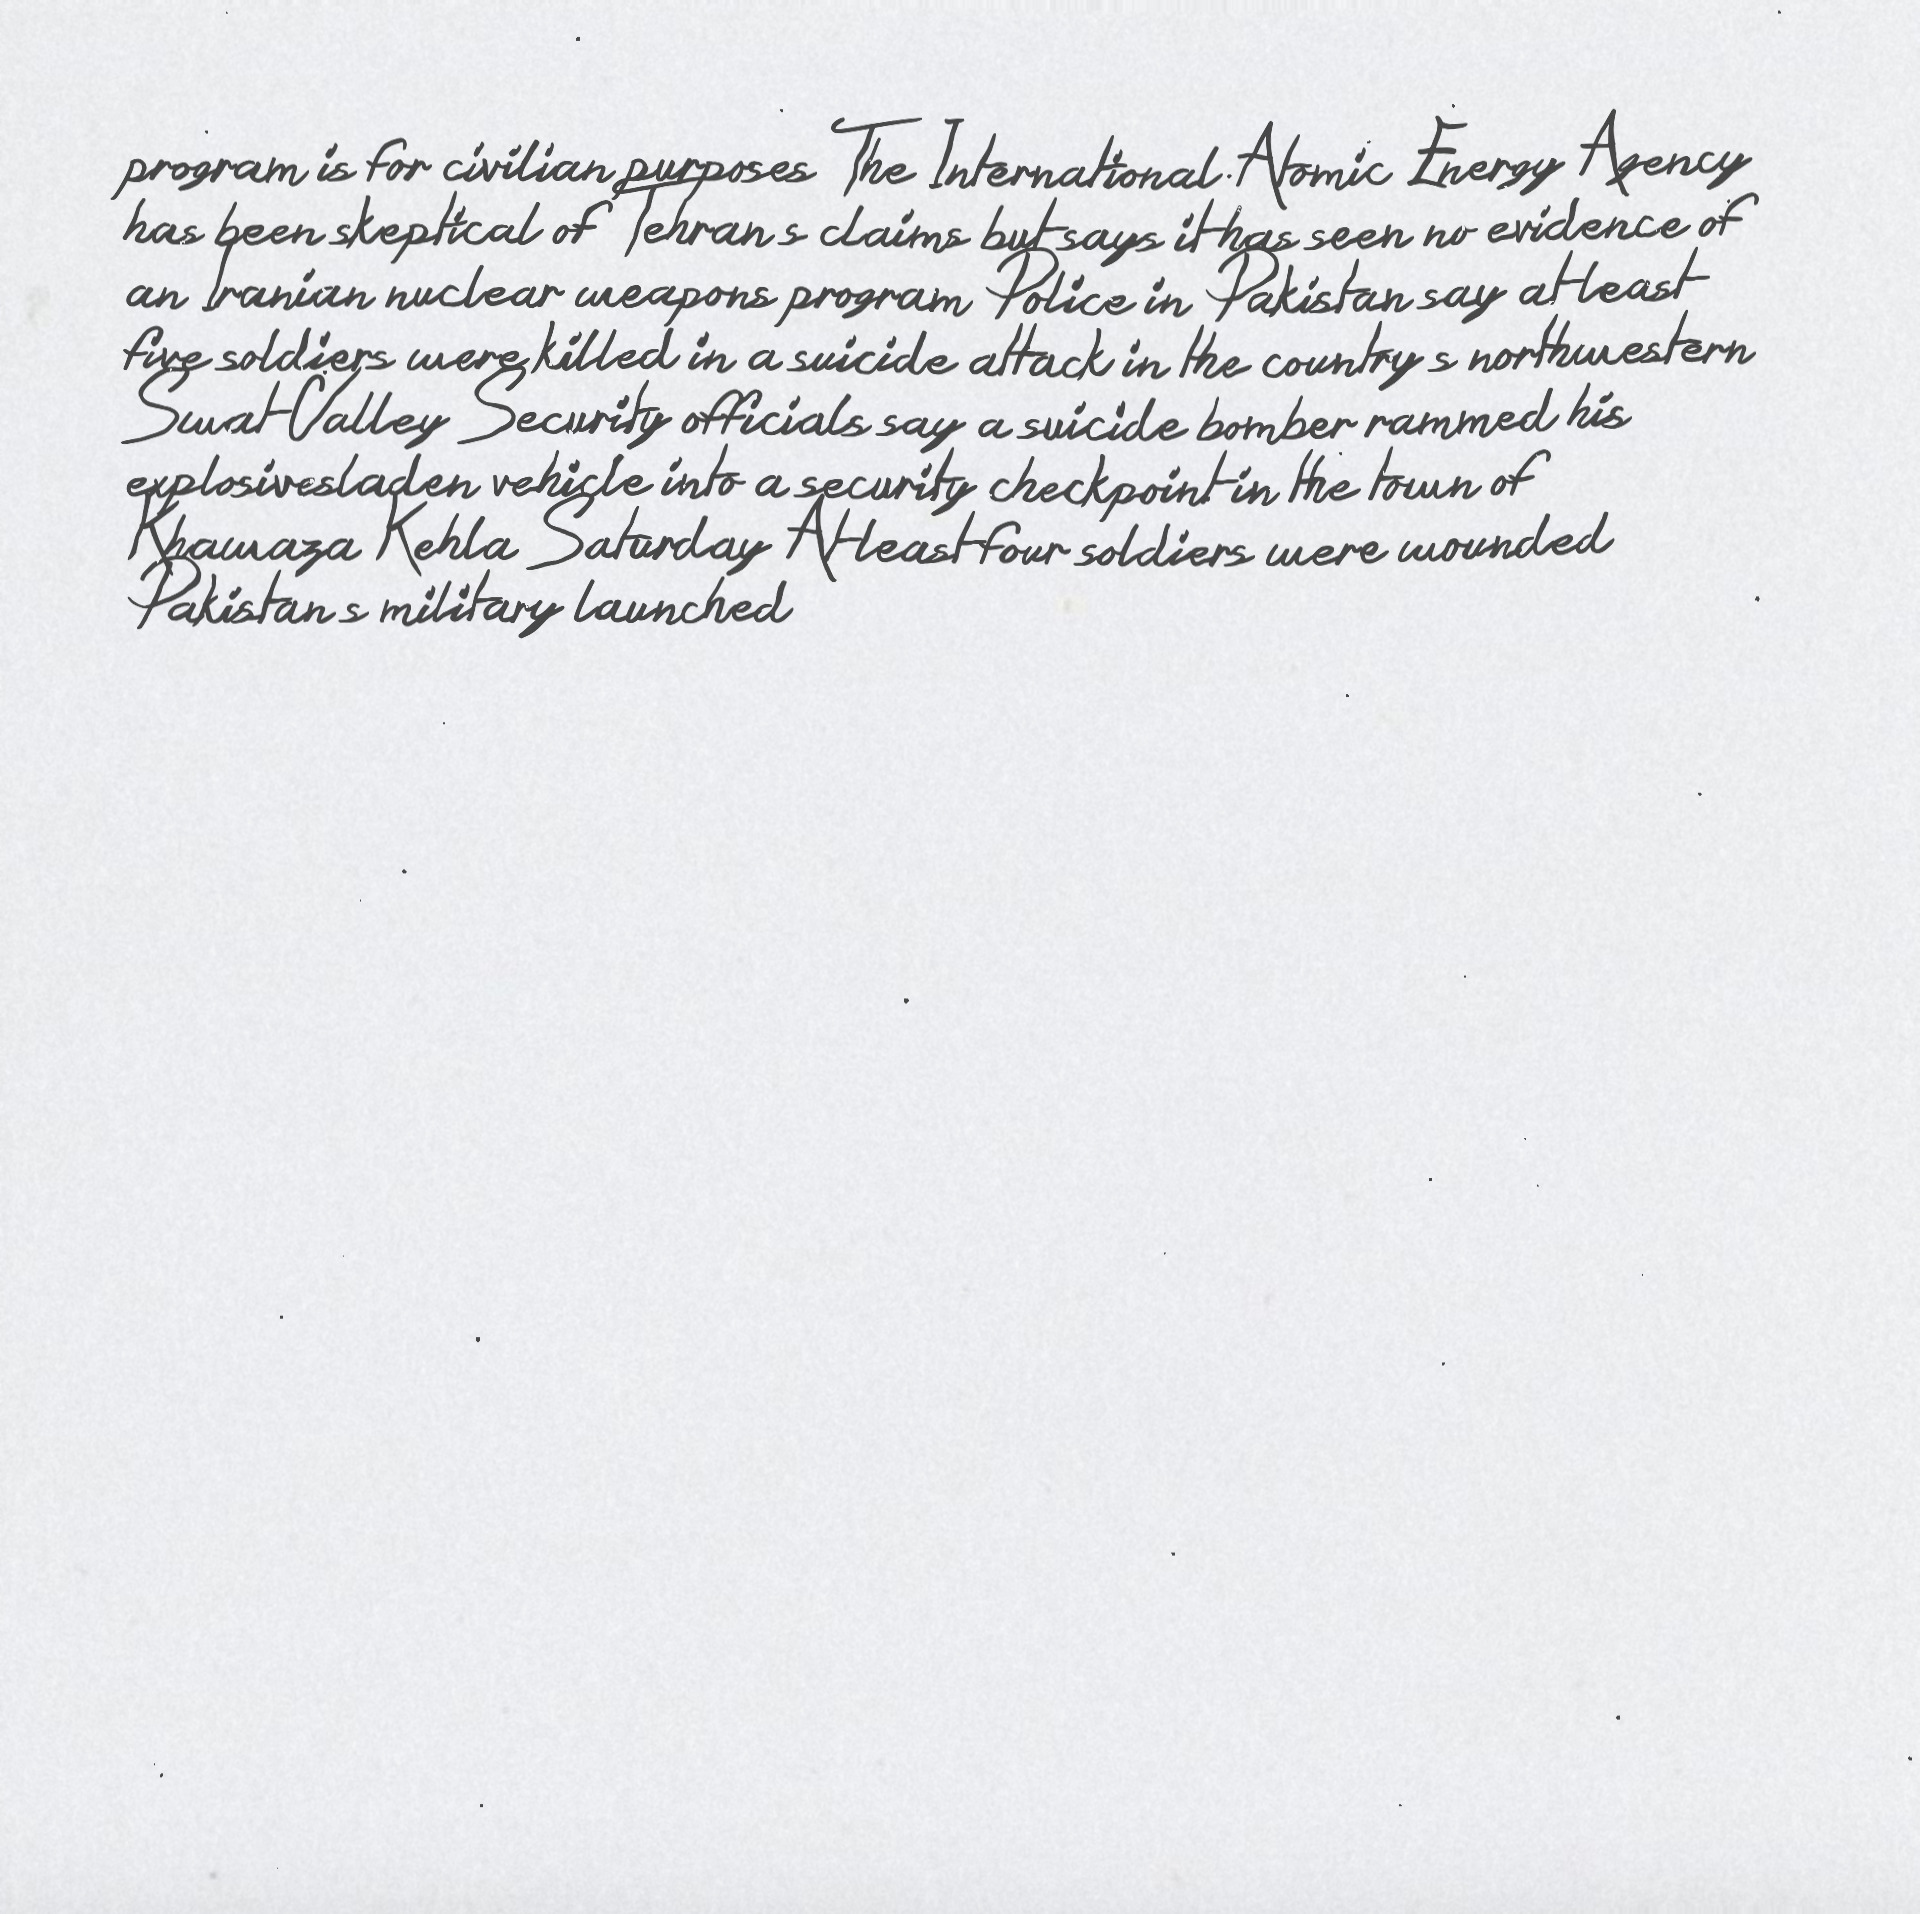 program is for civilian purposes The International Atomic Energy Agency
has been skeptical of Tehran s claims but says it has seen no evidence of
an Iranian nuclear weapons program Police in Pakistan say at least
five soldiers were killed in a suicide attack in the country s northwestern
Swat Valley Security officials say a suicide bomber rammed his
explosivesladen vehicle into a security checkpoint in the town of
Khawaza Kehla Saturday At least four soldiers were wounded
Pakistan s military launched